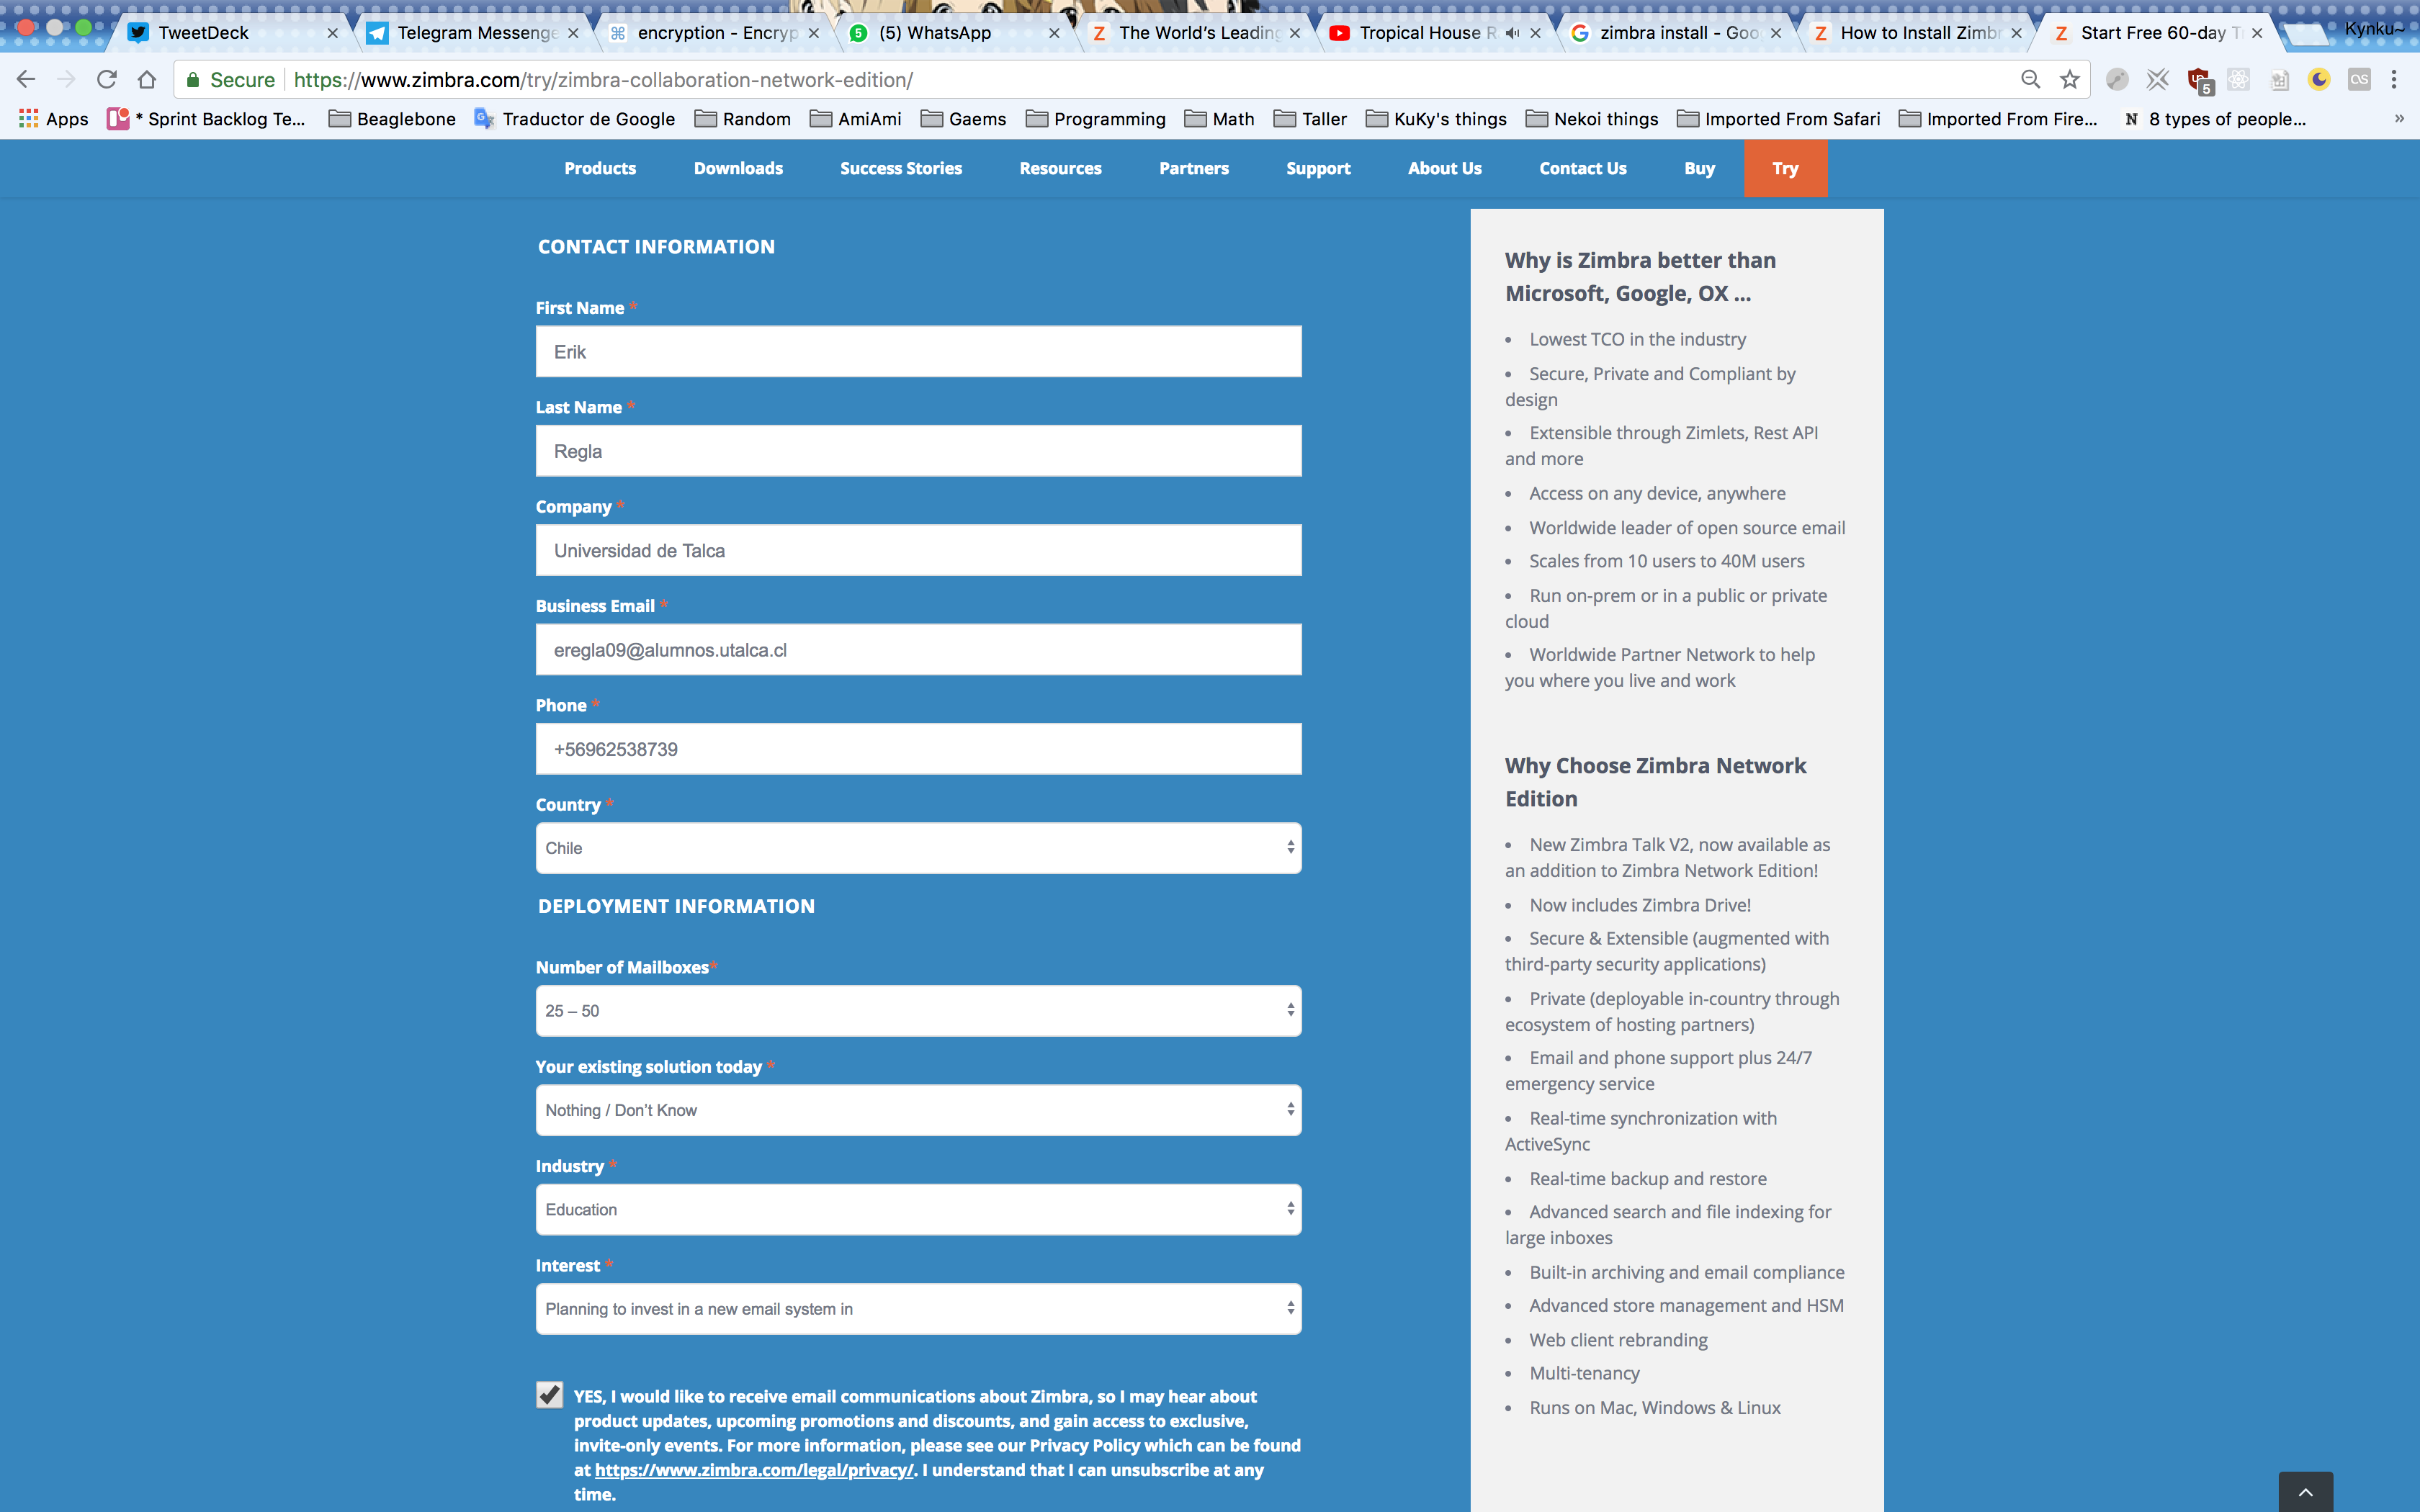 TweetDeck
Telegram Messenge
encryption - Encryp
(5) WhatsApp
The World's Leading
Tropical House R
zimbra install - Goo
How to Install Zimbr
Start Free 60-day T
Kynku~
Secure
https://www.zimbra.com/try/zimbra-collaboration-network-edition/
5
Apps
* Sprint Backlog Te...
Beaglebone
Traductor de Google
Random
AmiAmi
Gaems
Programming
Math
Taller
KuKy's things
Nekoi things
Imported From Safari
Imported From Fire...
8 types of people...
»
Products
Downloads
Success Stories
Resources
Partners
Support
About Us
Contact Us
Buy
Try
CONTACT INFORMATION
First Name *
Erik
Last Name *
Regla
Company *
Universidad de Talca
Business Email *
eregla09@alumnos.utalca.cl
Phone *
+56962538739
Country *
Chile
DEPLOYMENT INFORMATION
Number of Mailboxes*
25 – 50
Your existing solution today *
Nothing / Don't Know
Industry *
Education
Interest *
Planning to invest in a new email system in
YES, I would like to receive email communications about Zimbra, so I may hear about
product updates, upcoming promotions and discounts, and gain access to exclusive,
invite-only events. For more information, please see our Privacy Policy which can be found
at https://www.zimbra.com/legal/privacy/. I understand that I can unsubscribe at any
time.
Why is Zimbra better than
Microsoft, Google, OX ...
• Lowest TCO in the industry
• Secure, Private and Compliant by
design
• Extensible through Zimlets, Rest API
and more
• Access on any device, anywhere
• Worldwide leader of open source email
• Scales from 10 users to 40M users
• Run on-prem or in a public or private
cloud
• Worldwide Partner Network to help
you where you live and work
Why Choose Zimbra Network
Edition
• New Zimbra Talk V2, now available as
an addition to Zimbra Network Edition!
• Now includes Zimbra Drive!
• Secure & Extensible (augmented with
third-party security applications)
• Private (deployable in-country through
ecosystem of hosting partners)
• Email and phone support plus 24/7
emergency service
• Real-time synchronization with
ActiveSync
• Real-time backup and restore
• Advanced search and file indexing for
large inboxes
• Built-in archiving and email compliance
• Advanced store management and HSM
• Web client rebranding
• Multi-tenancy
• Runs on Mac, Windows & Linux